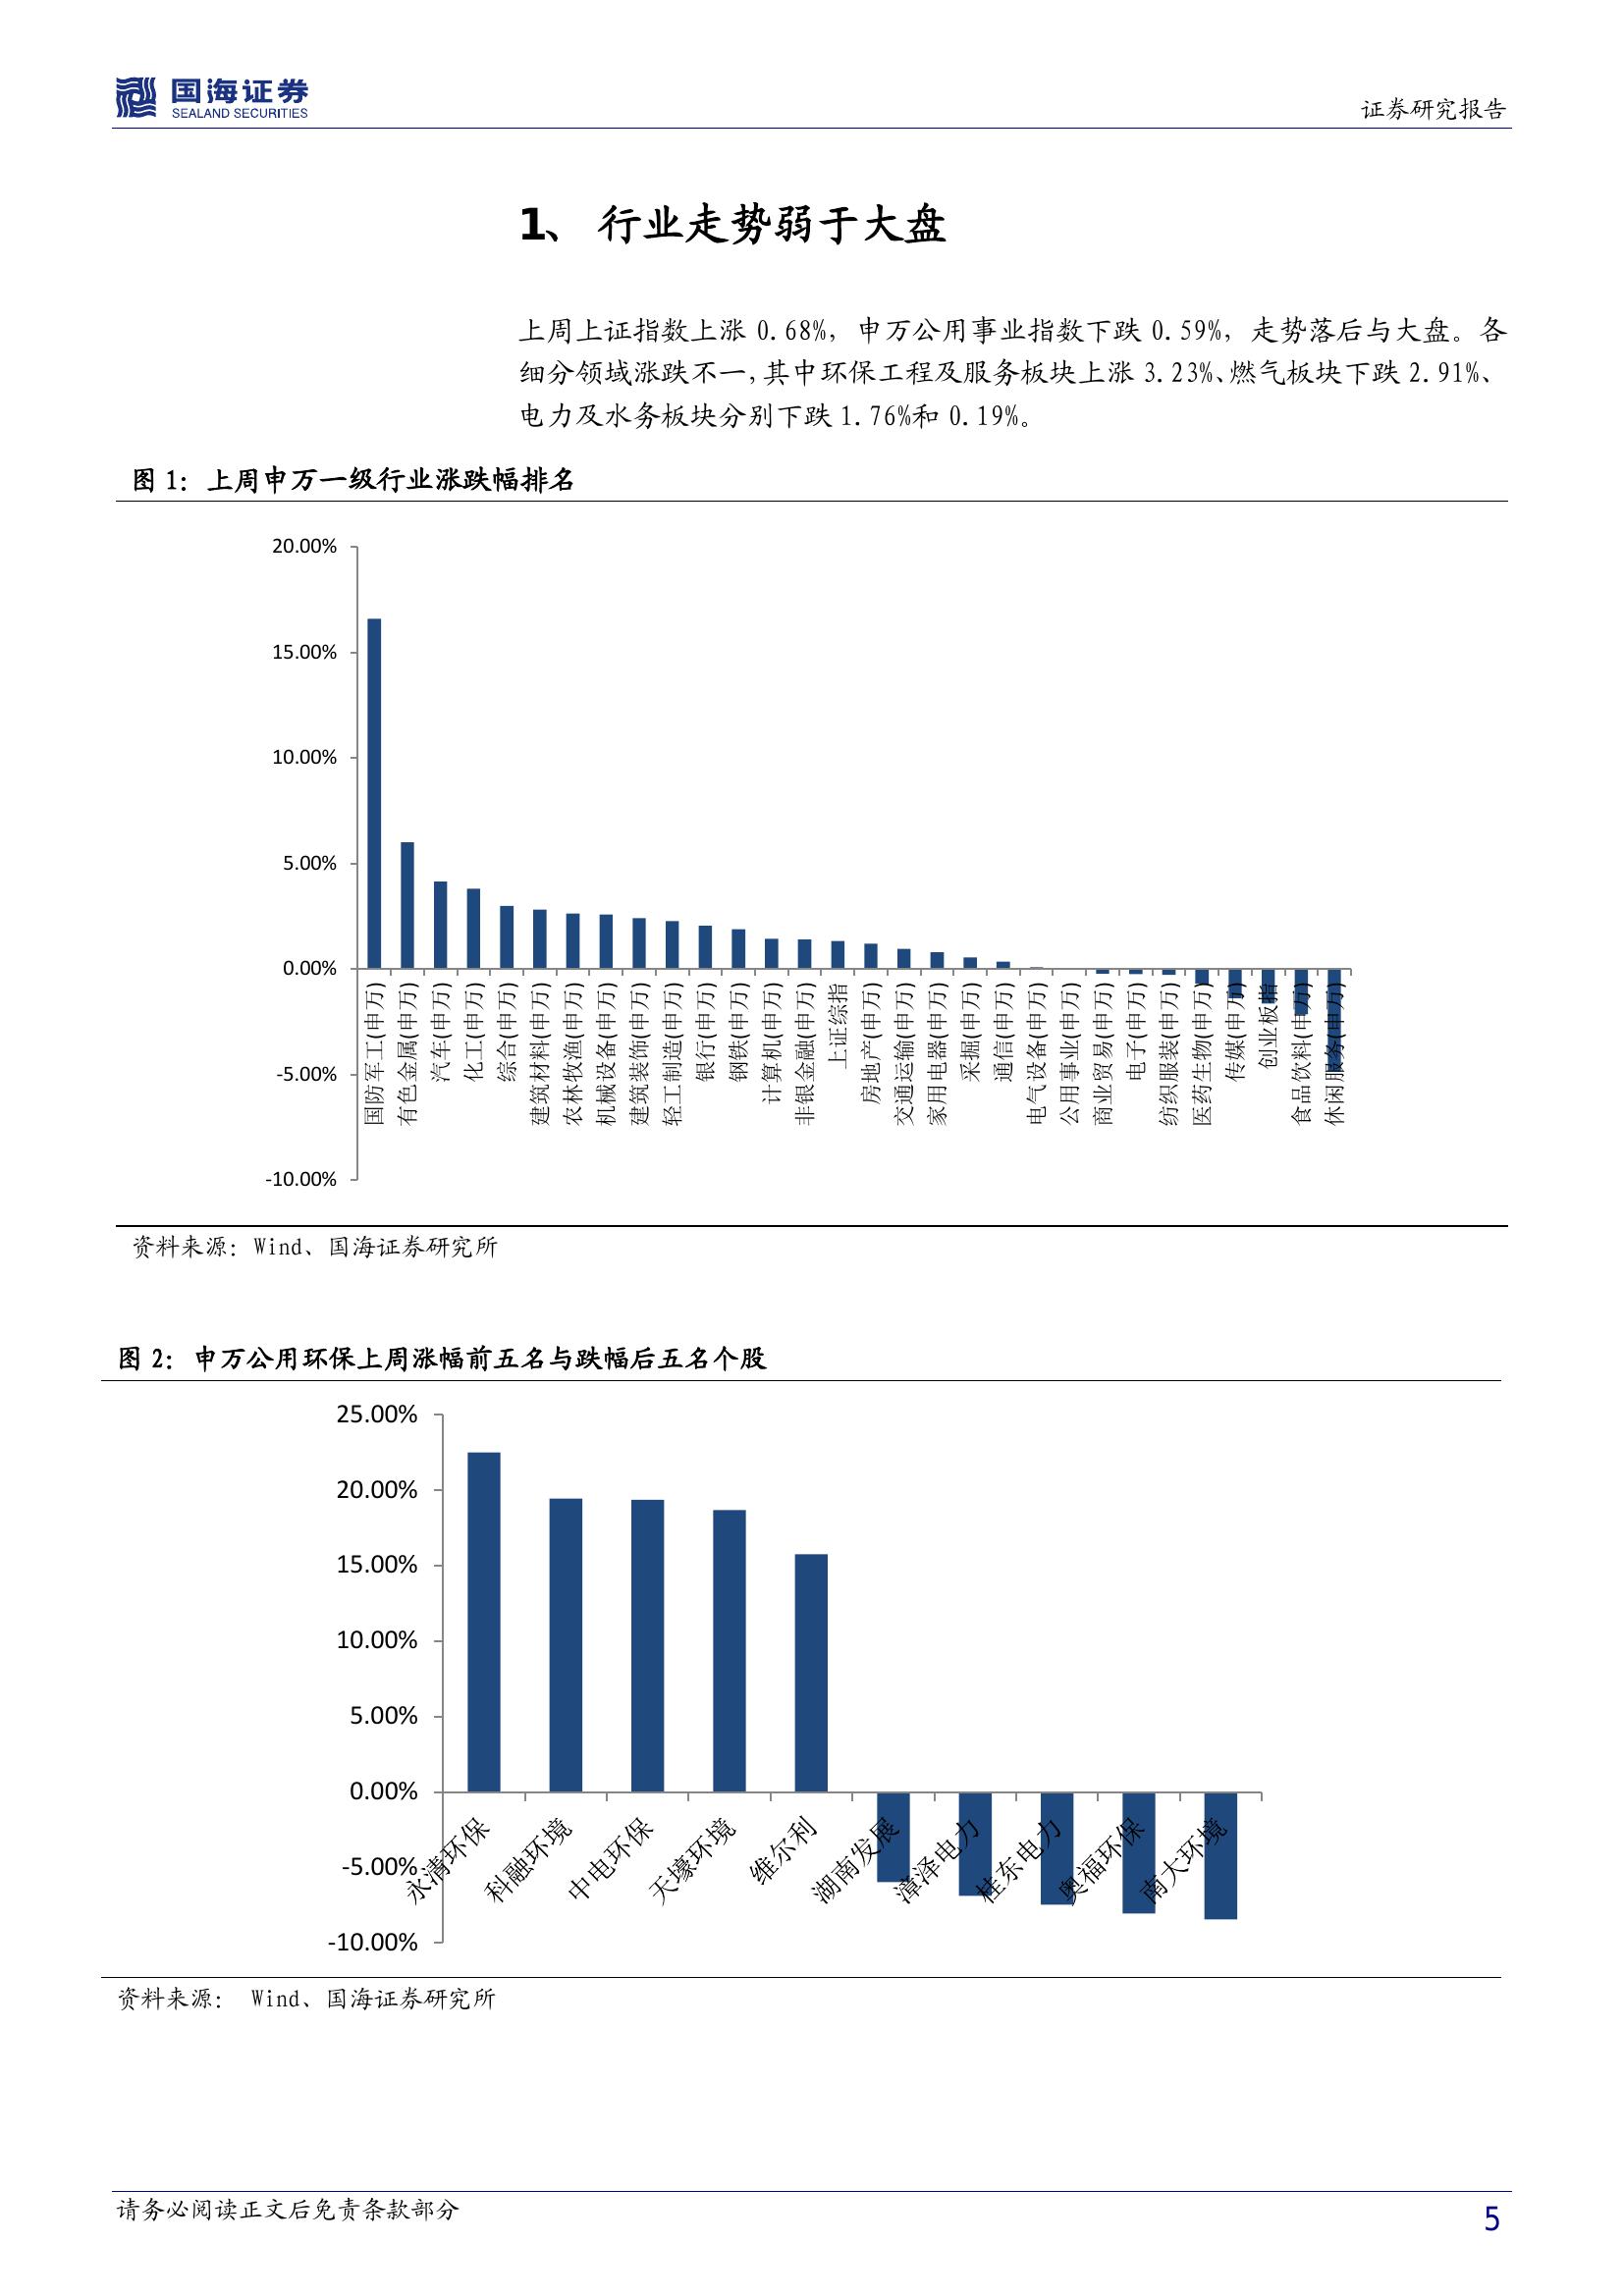 国海证券
SEALAND SECURITIES
证券研究报告
1、 行业走势弱于大盘
上周上证指数上涨 0.68%，申万公用事业指数下跌 0.59%，走势落后与大盘。各
细分领域涨跌不一，其中环保工程及服务板块上涨 3.23%、燃气板块下跌 2.91%、
电力及水务板块分别下跌 1.76%和 0.19%。
图 1：上周申万一级行业涨跌幅排名
20.00%
15.00%
10.00%
5.00%
0.00%
-5.00%
-10.00%
国防军工(申万)
有色金属(申万)
汽车(申万)
化工(申万)
综合(申万)
建筑材料(申万)
农林牧渔(申万)
机械设备(申万)
建筑装饰(申万)
轻工制造(申万)
银行(申万)
钢铁(申万)
计算机(申万)
非银金融(申万)
上证综指
房地产(申万)
交通运输(申万)
家用电器(申万)
采掘(申万)
通信(申万)
电气设备(申万)
公用事业(申万)
商业贸易(申万)
电子(申万)
纺织服装(申万)
医药生物(申万)
传媒(申万)
创业板指
食品饮料(申万)
休闲服务(申万)
资料来源：Wind、国海证券研究所
图 2：申万公用环保上周涨幅前五名与跌幅后五名个股
25.00%
20.00%
15.00%
10.00%
5.00%
0.00%
-5.00%
-10.00%
永清环保
科融环境
中电环保
天壕环境
维尔利
湖南发展
漳泽电力
桂东电力
奥福环保
南大环境
资料来源： Wind、国海证券研究所
请务必阅读正文后免责条款部分
5